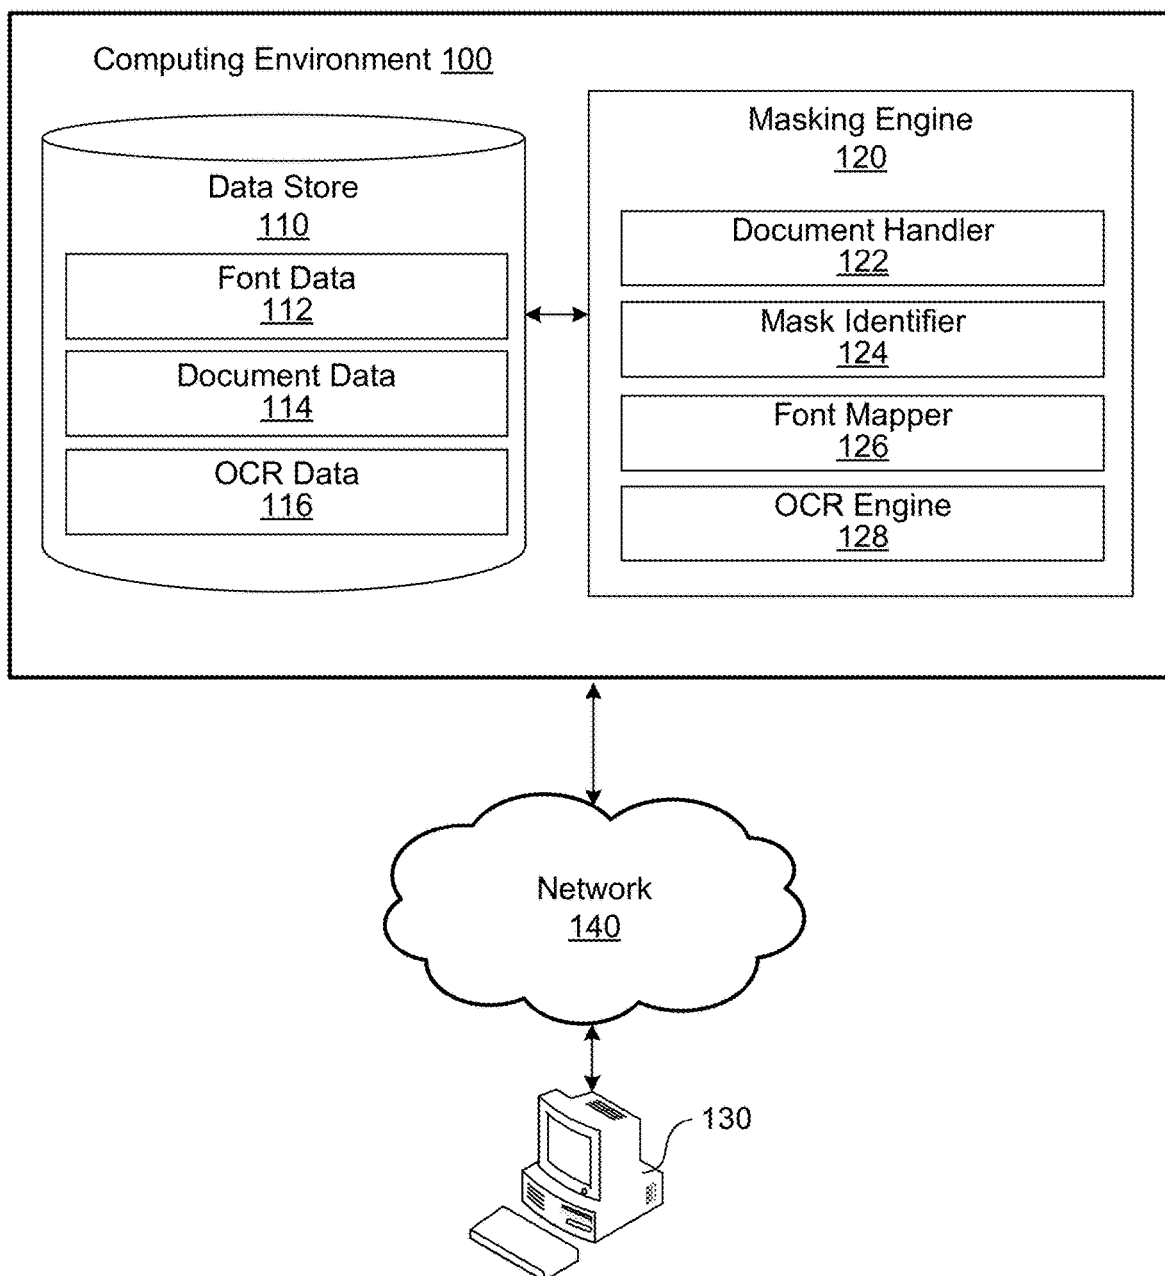 Computing Environment 100
Data Store
110
Font Data
112
Document Data
114
OCR Data
116
Masking Engine
120
Document Handler
122
Mask Identifier
124
Font Mapper
126
OCR Engine
128
Network
140
130